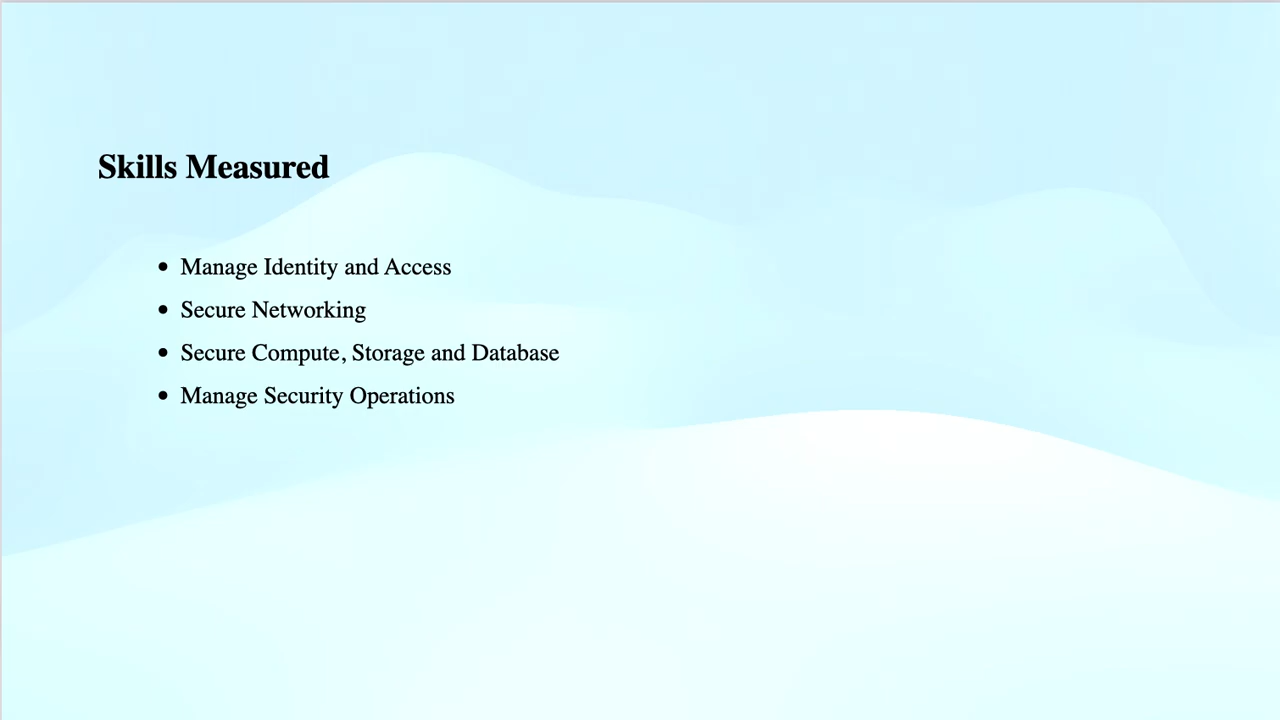 Skills Measured
• Manage Identity and Access
• Secure Networking
• Secure Compute, Storage and Database
• Manage Security Operations